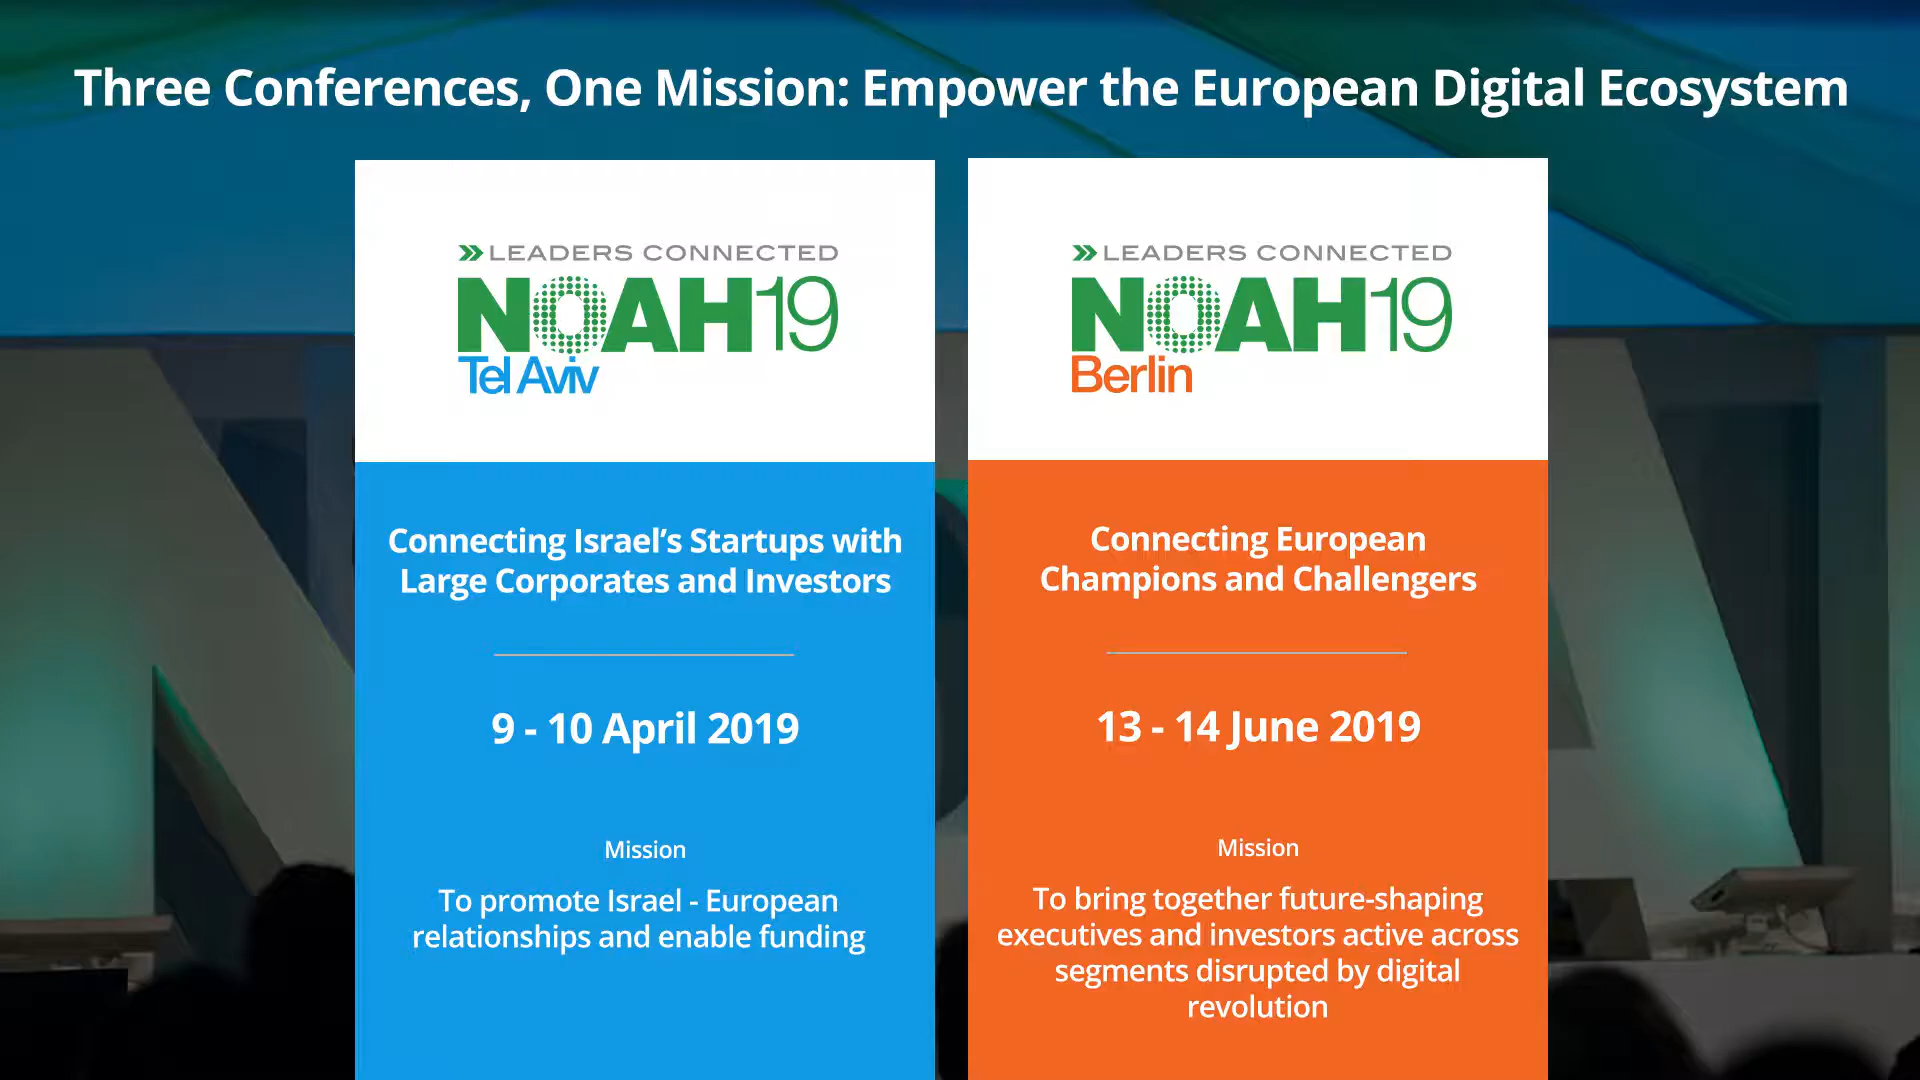 Three Conferences, One Mission: Empower the European Digital Ecosystem
LEADERS CONNECTED
NOAH19
Tel Aviv
Connecting Israel’s Startups with
Large Corporates and Investors
9 - 10 April 2019
Mission
To promote Israel - European
relationships and enable funding
LEADERS CONNECTED
NOAH19
Berlin
Connecting European
Champions and Challengers
13 - 14 June 2019
Mission
To bring together future-shaping
executives and investors active across
segments disrupted by digital
revolution